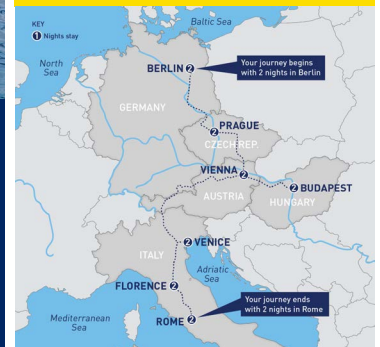 KEY
1 Nights stay
Baltic Sea
North
Sea
BERLIN 2
Your journey begins
with 2 nights in Berlin
GERMANY
2 PRAGUE
CZECH REP.
VIENNA 2
2 BUDAPEST
AUSTRIA
HUNGARY
ITALY
2 VENICE
Adriatic
Sea
FLORENCE 2
Your journey ends
with 2 nights in Rome
Mediterranean
Sea
ROME 2